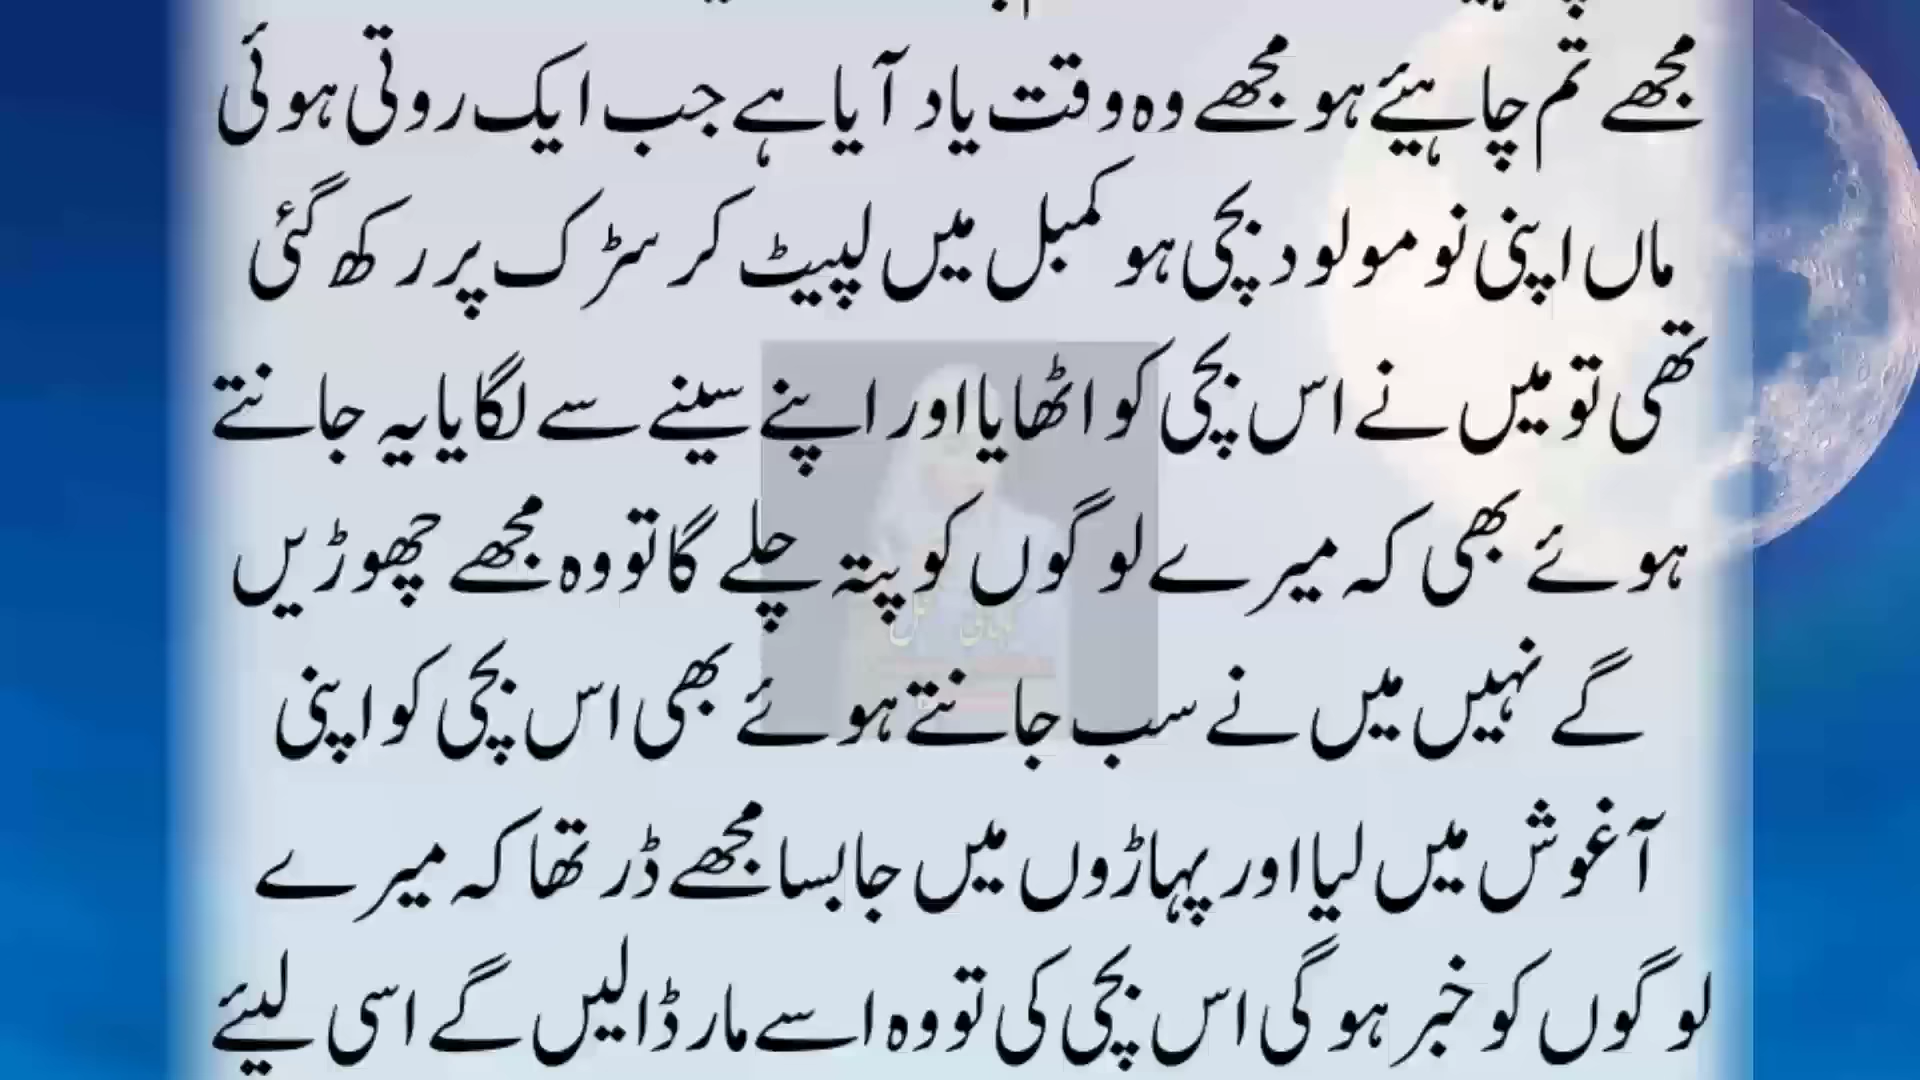 مجھے تم چاہیئے ہو مجھے وہ وقت یاد آیا ہے جب ایک روتی ہوئی
ماں اپنی نومولود بچی ہو کمبل میں لپیٹ کر سڑک پر رکھ گئی
تھی تو میں نے اس بچی کو اٹھایا اور اپنے سینے سے لگایا یہ جانتے
ہوئے بھی کہ میرے لوگوں کو پتہ چلے گا تو وہ مجھے چھوڑیں
گے نہیں میں نے سب جانتے ہوئے بھی اس بچی کو اپنی
آغوش میں لیا اور پہاڑوں میں جا بسا مجھے ڈر تھا کہ میرے
لوگوں کو خبر ہو گی اس بچی کی تو وہ اسے مار ڈالیں گے اسی لیئے